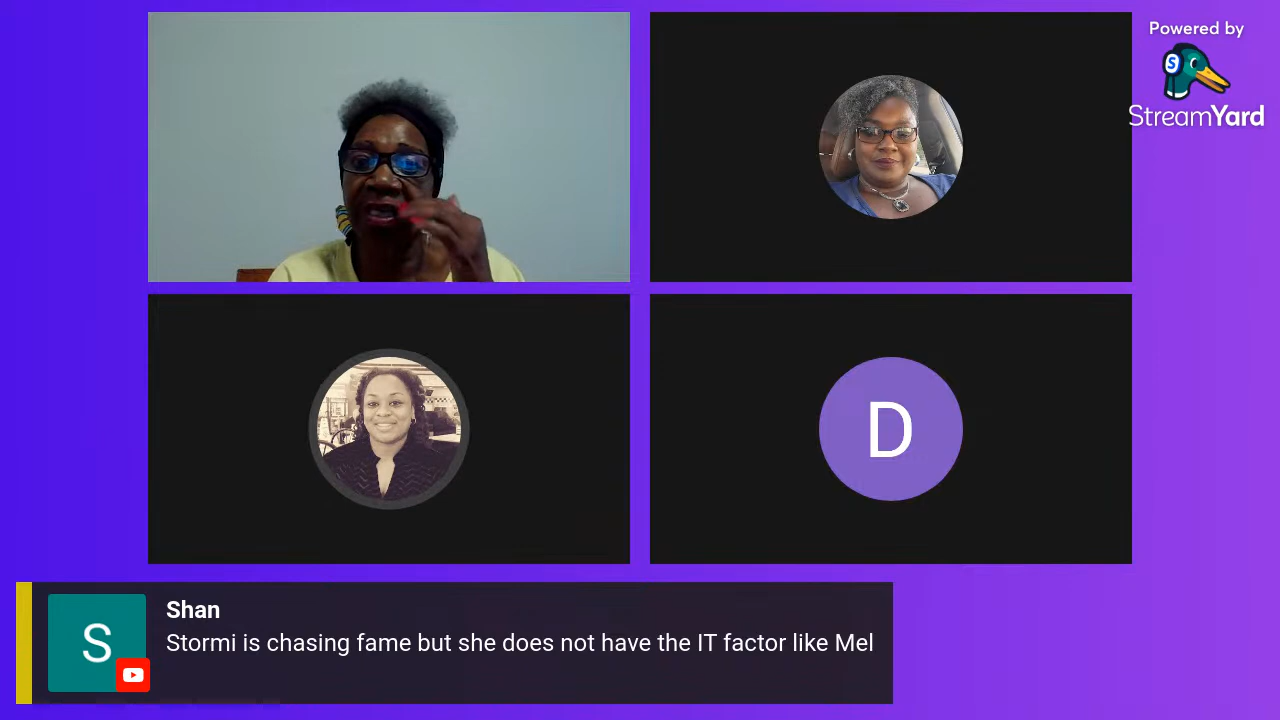 Powered by
S
StreamYard
D
S
Shan
Stormi is chasing fame but she does not have the IT factor like Mel